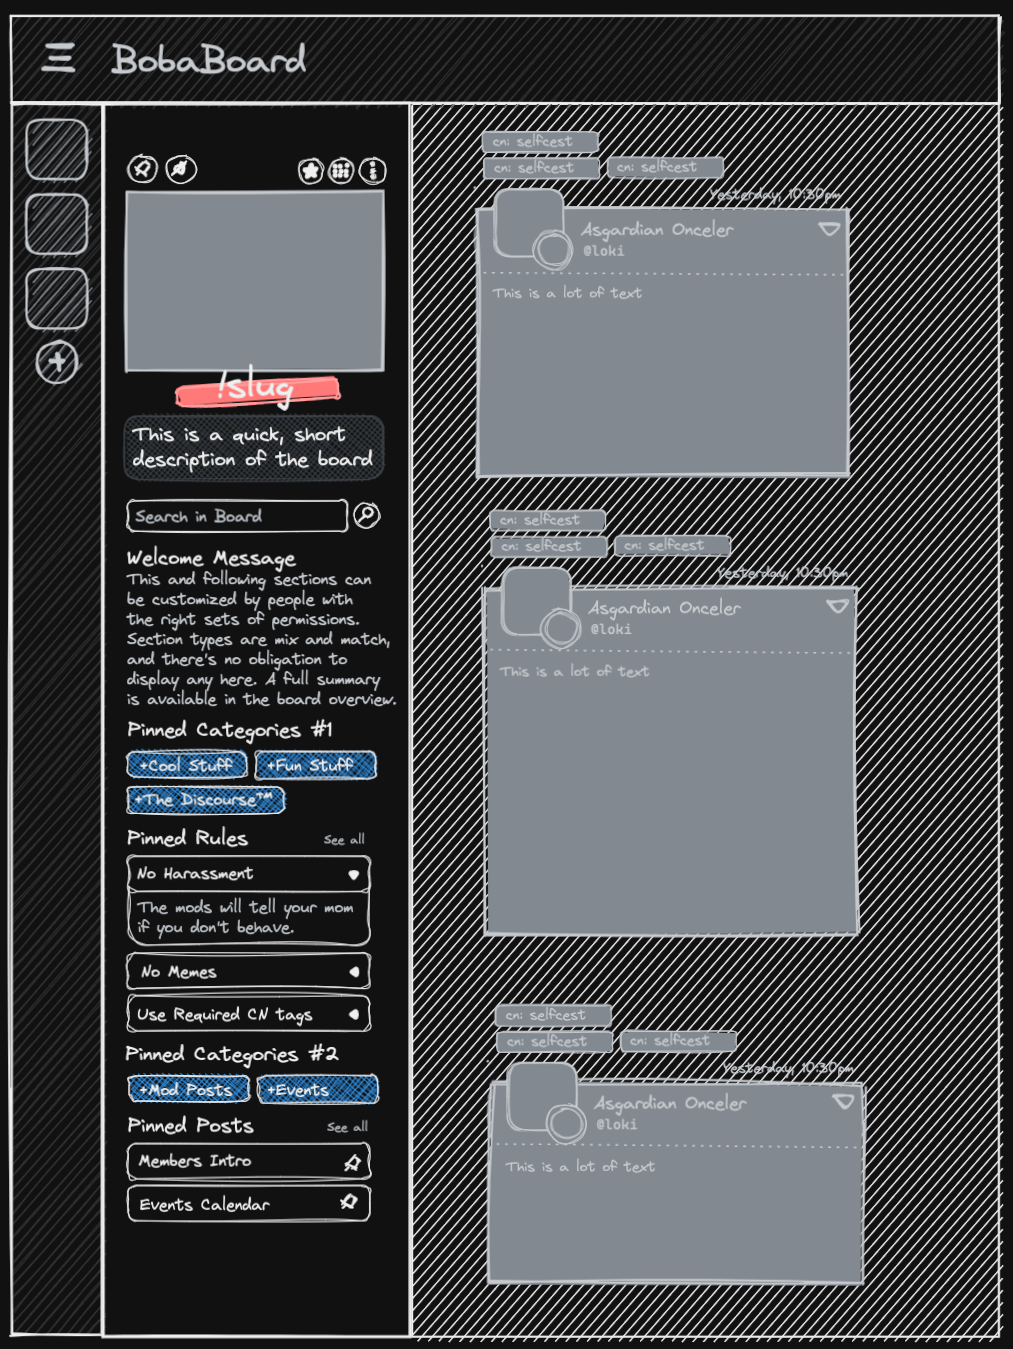 BobaBoard
!slug
This is a quick, short
description of the board
Search in Board
Welcome Message
This and following sections can
be customized by people with
the right sets of permissions.
Section types are mix and match,
and there's no obligation to
display any here. A full summary
is available in the board overview.
Pinned Categories #1
+Cool Stuff +Fun Stuff
+The Discourse™
Pinned Rules See all
No Harassment
The mods will tell your mom
if you don't behave.
No Memes
Use Required CN tags
Pinned Categories #2
+Mod Posts +Events
Pinned Posts See all
Members Intro
Events Calendar
cn: selfcest
cn: selfcest cn: selfcest
Yesterday, 10:30pm
Asgardian Onceler
@loki
This is a lot of text
cn: selfcest
cn: selfcest cn: selfcest
Yesterday, 10:30pm
Asgardian Onceler
@loki
This is a lot of text
cn: selfcest
cn: selfcest cn: selfcest
Yesterday, 10:30pm
Asgardian Onceler
@loki
This is a lot of text